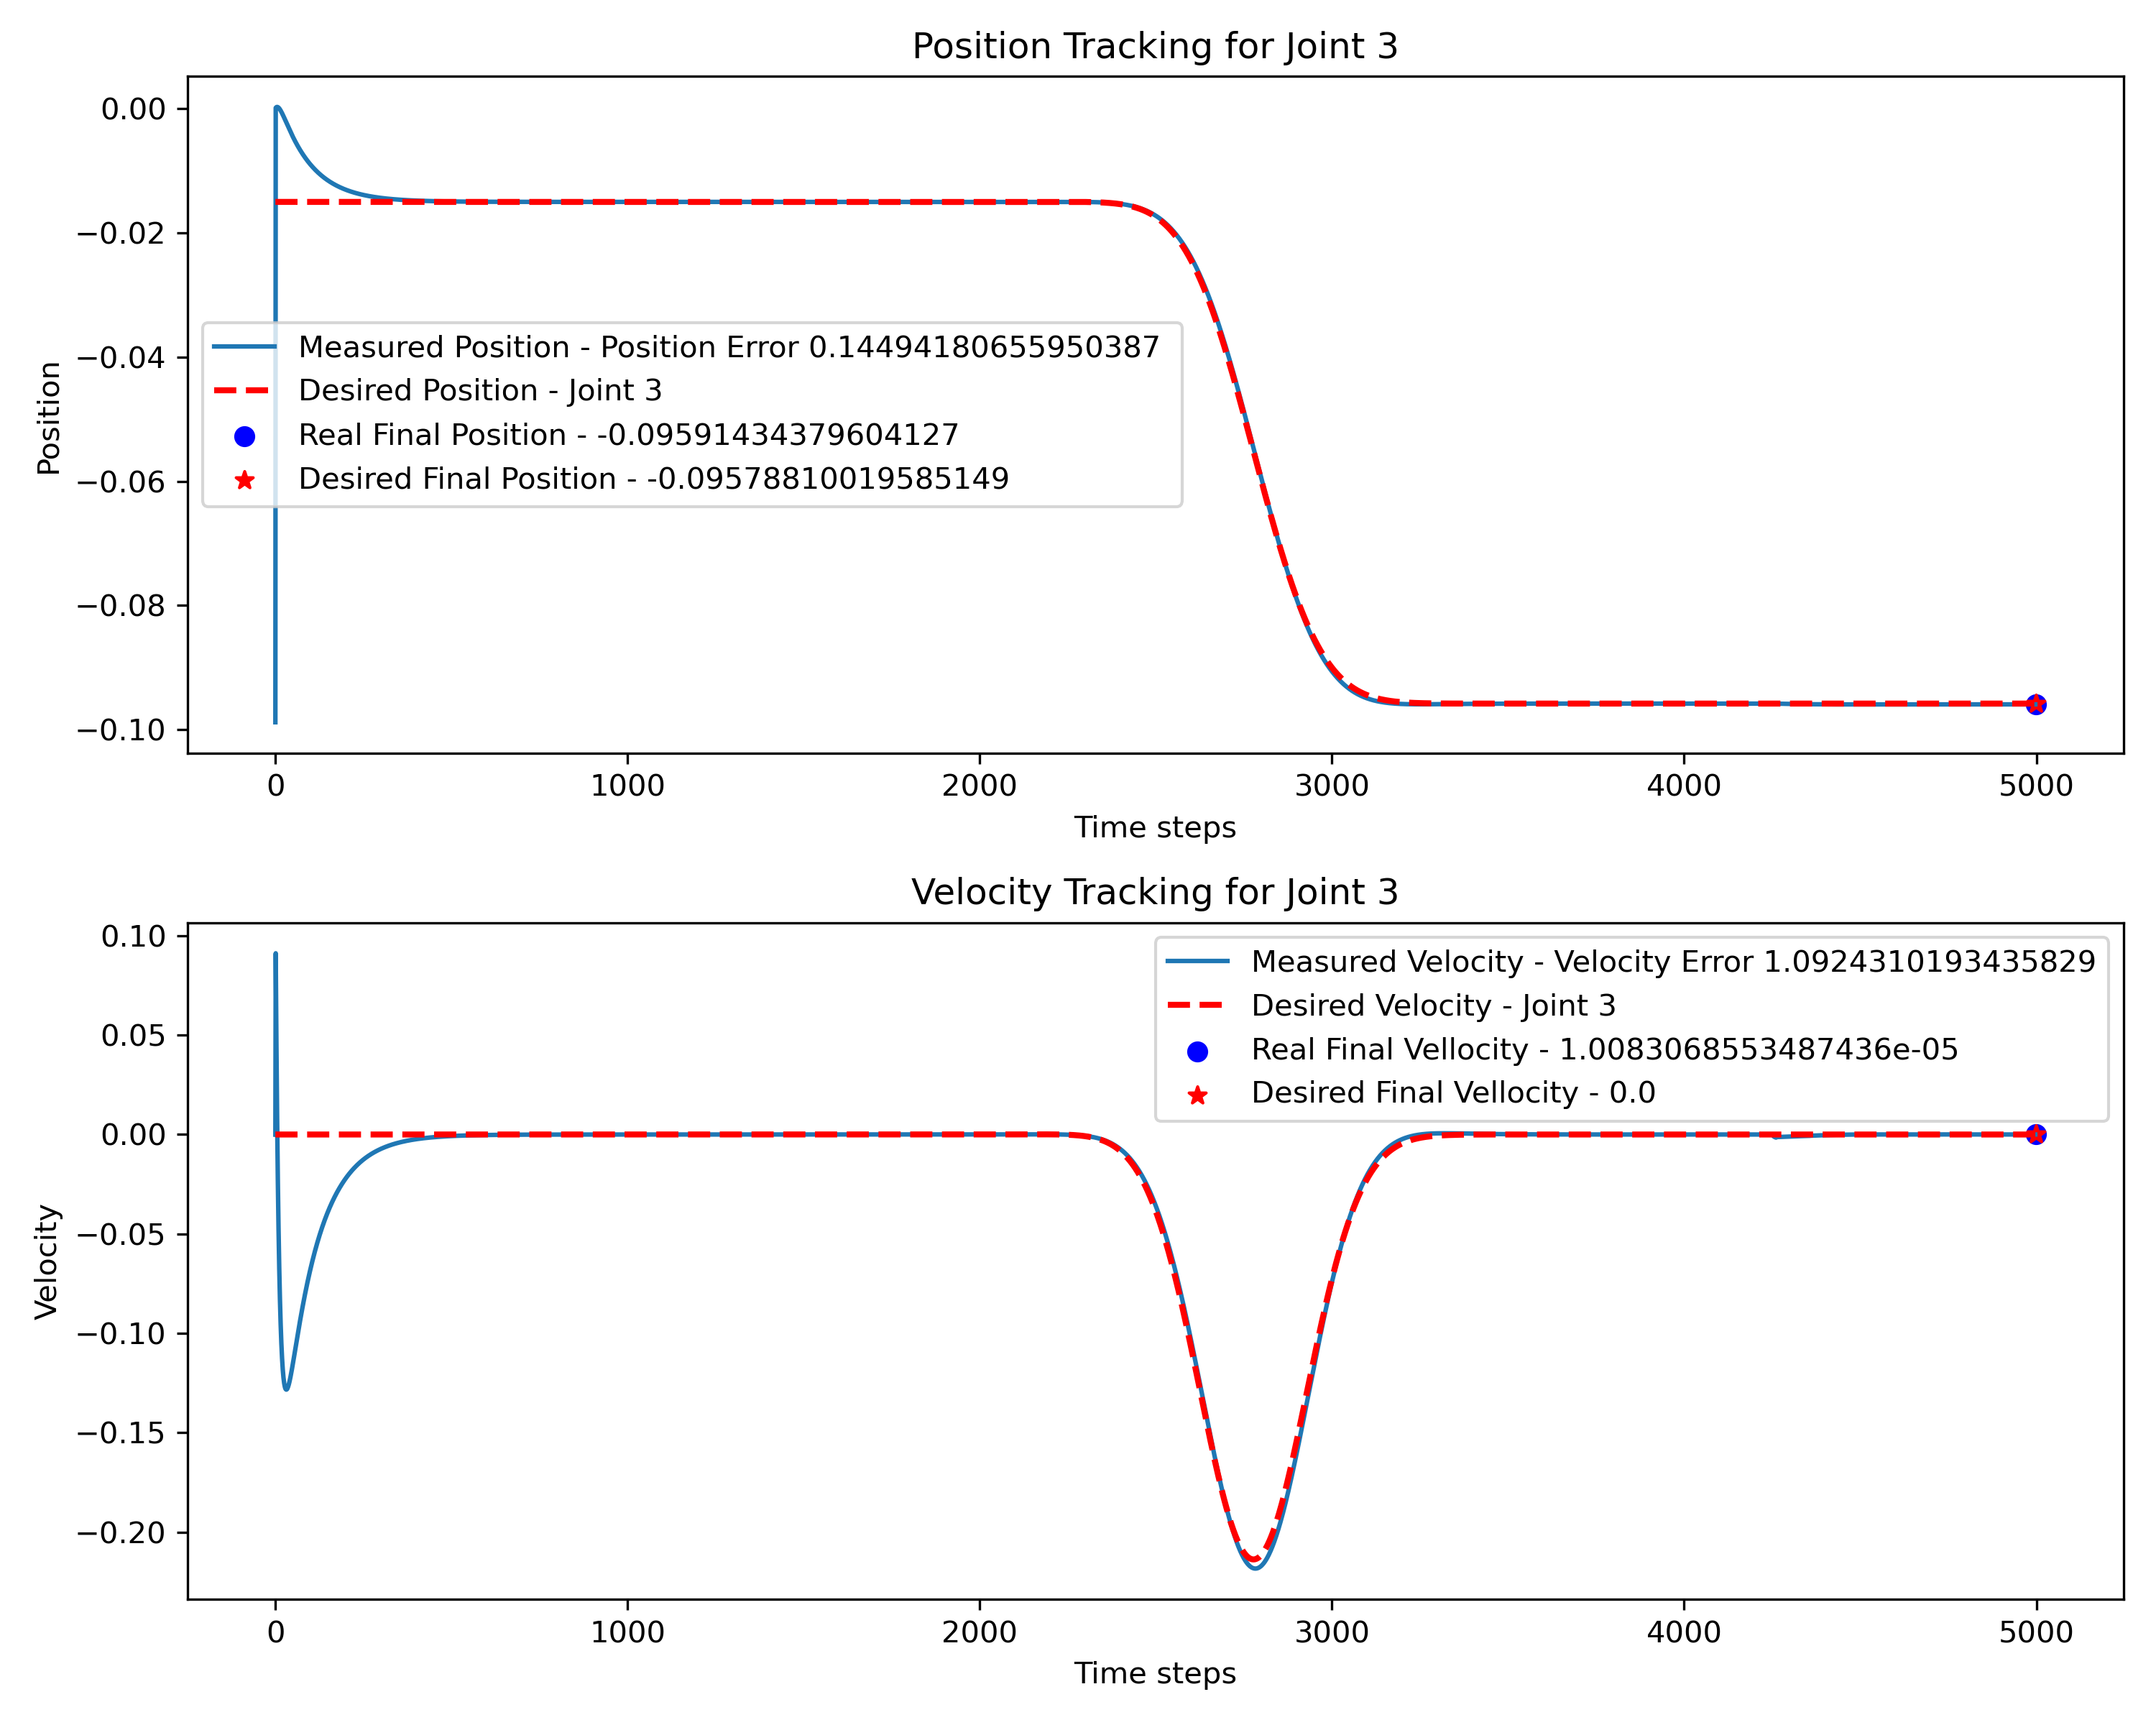 Position Tracking for Joint 3
0.00
−0.02
−0.04
−0.06
−0.08
−0.10
Position
Measured Position - Position Error 0.14494180655950387
Desired Position - Joint 3
Real Final Position - -0.09591434379604127
Desired Final Position - -0.09578810019585149
0 1000 2000 3000 4000 5000
Time steps
Velocity Tracking for Joint 3
0.10
0.05
0.00
−0.05
−0.10
−0.15
−0.20
Velocity
Measured Velocity - Velocity Error 1.0924310193435829
Desired Velocity - Joint 3
Real Final Vellocity - 1.0083068553487436e-05
Desired Final Vellocity - 0.0
0 1000 2000 3000 4000 5000
Time steps